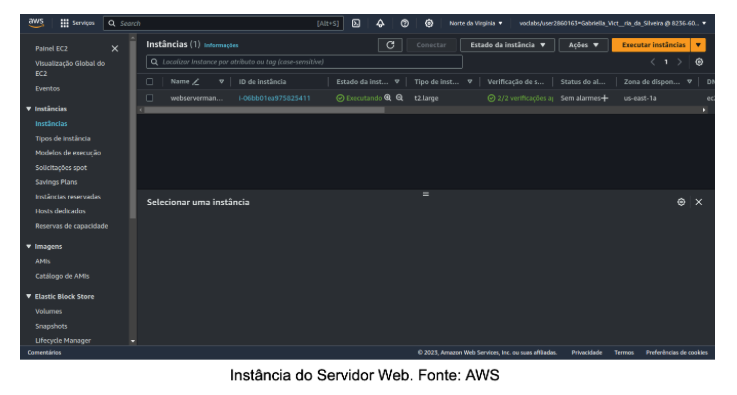 aws Serviços Search [Alt+S] Norte da Virgínia voclabs/user2860163=Gabriella_Vict__ria_da_Silveira @ 8236-60...
Painel EC2
Visualização Global do EC2
Eventos
Instâncias
Instâncias
Tipos de instância
Modelos de execução
Solicitações spot
Savings Plans
Instâncias reservadas
Hosts dedicados
Reservas de capacidade
Imagens
AMIs
Catálogo de AMIs
Elastic Block Store
Volumes
Snapshots
Lifecycle Manager
Instâncias (1) Informações Conectar Estado da instância Ações Executar instâncias
Localizar Instance por atributo ou tag (case-sensitive) 1
Name ID de instância Estado da inst... Tipo de inst... Verificação de s... Status do al... Zona de dispon... DN
webserverman... i-06bb01ea975825411 Executando t2.large 2/2 verificações ap Sem alarmes us-east-1a ec.
Selecionar uma instância
Comentários © 2023, Amazon Web Services, Inc. ou suas afiliadas. Privacidade Termos Preferências de cookies
Instância do Servidor Web. Fonte: AWS